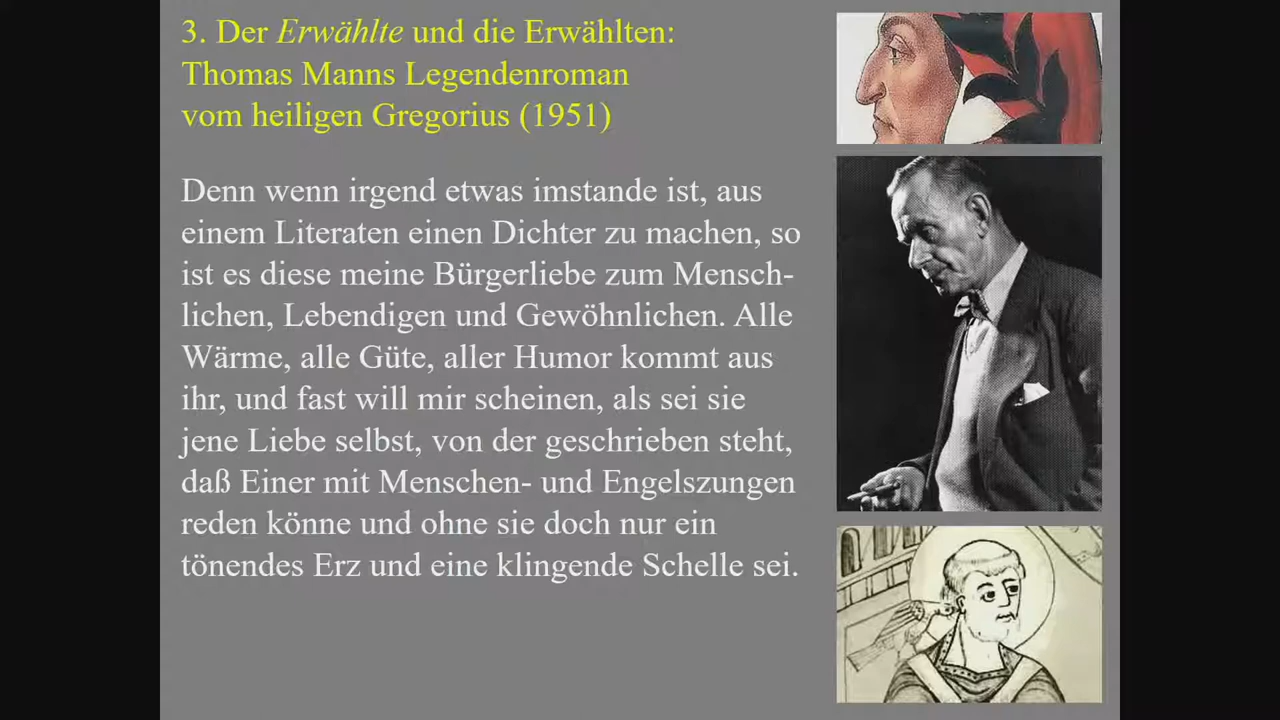 3. Der Erwählte und die Erwählten:
Thomas Manns Legendenroman
vom heiligen Gregorius (1951)
Denn wenn irgend etwas imstande ist, aus
einem Literaten einen Dichter zu machen, so
ist es diese meine Bürgerliebe zum Mensch-
lichen, Lebendigen und Gewöhnlichen. Alle
Wärme, alle Güte, aller Humor kommt aus
ihr, und fast will mir scheinen, als sei sie
jene Liebe selbst, von der geschrieben steht,
daß Einer mit Menschen- und Engelszungen
reden könne und ohne sie doch nur ein
tönendes Erz und eine klingende Schelle sei.